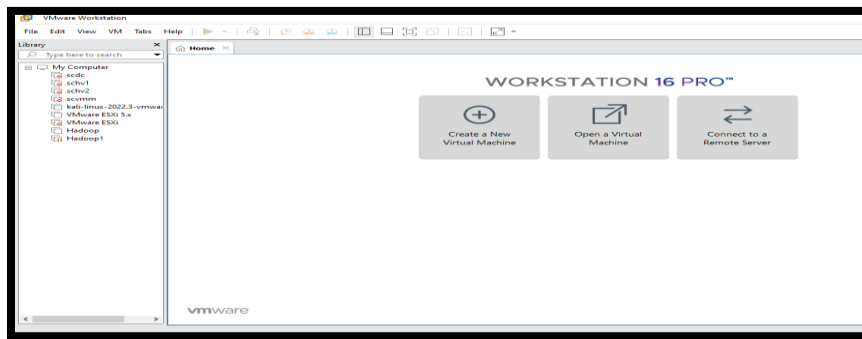 VMware Workstation
File Edit View VM Tabs Help
Library
Home
Type here to search
My Computer
scdc
schv1
schv2
scvmm
kali-linux-2022.3-vmwar
VMware ESXi 5.x
VMware ESXi
Hadoop
Hadoop1
WORKSTATION 16 PRO™
Create a New
Virtual Machine
Open a Virtual
Machine
Connect to a
Remote Server
vmware